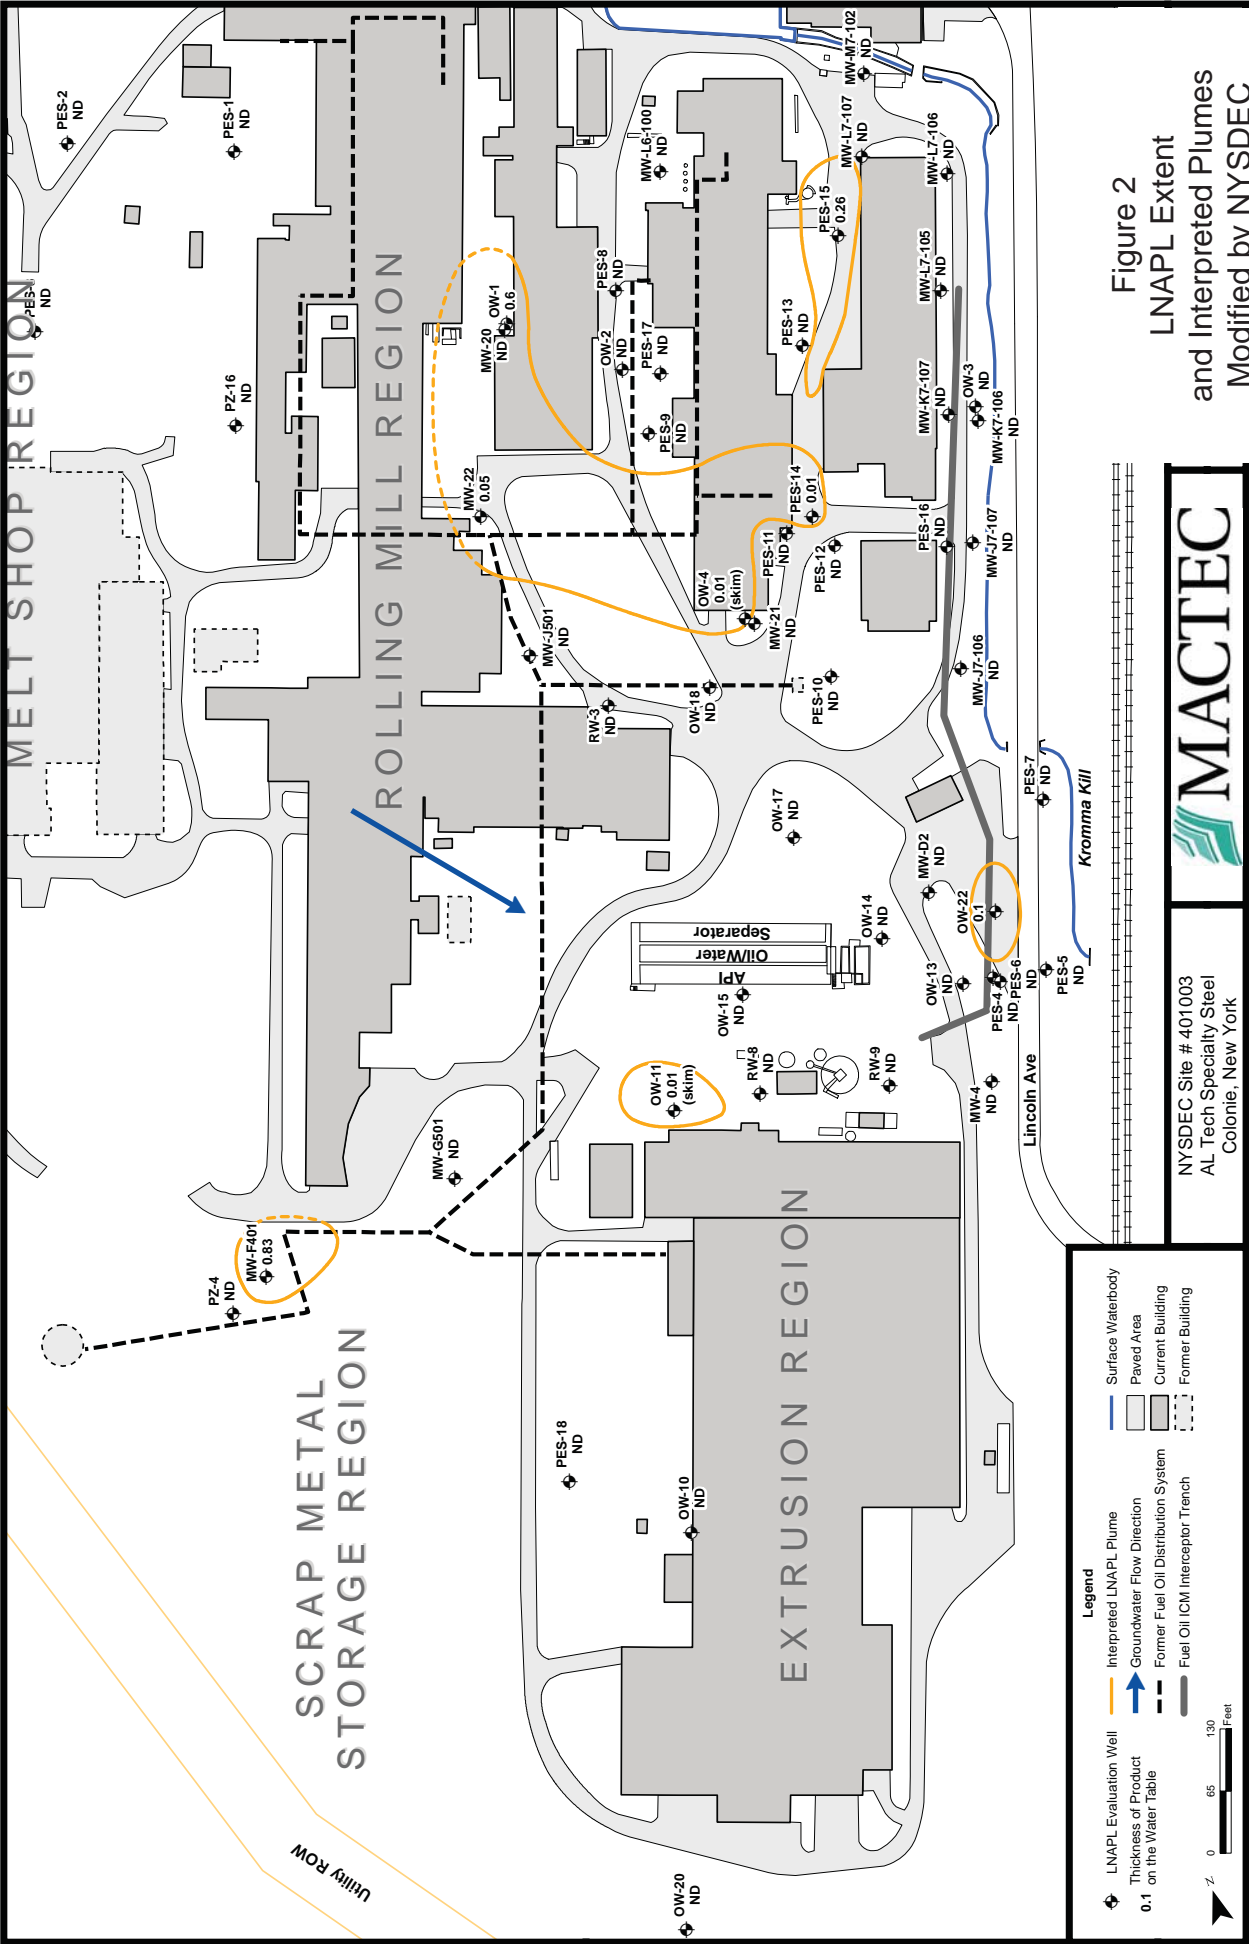 MELT SHOP REGION
ROLLING MILL REGION
SCRAP METAL
STORAGE REGION
EXTRUSION REGION
Utility ROW
PES-2
ND
PES-1
ND
ND
PZ-16
ND
MW-M7-102
ND
MW-L6-100
ND
MW-L7-107
ND
MW-L7-106
ND
PES-15
0.26
MW-L7-105
ND
PES-8
ND
OW-1
0.6
MW-20
ND
OW-2
ND
PES-17
ND
PES-13
ND
PES-9
ND
MW-K7-107
ND
OW-3
ND
MW-K7-106
ND
MW-22
0.05
PES-14
0.01
PES-11
ND
PES-12
ND
PES-16
ND
MW-J7-107
ND
OW-4
0.01
(skim)
MW-21
ND
MW-J501
ND
MW-J7-106
ND
PES-10
ND
OW-18
ND
RW-3
ND
PES-7
ND
Kromma Kill
OW-17
ND
MW-D2
ND
OW-22
0.1
OW-14
ND
API
Oil/Water
Separator
OW-13
ND
OW-15
ND
PES-4
ND
PES-6
ND
PES-5
ND
OW-11
0.01
(skim)
RW-8
ND
RW-9
ND
MW-4
ND
Lincoln Ave
MW-G501
ND
MW-F401
0.83
PZ-4
ND
PES-18
ND
OW-10
ND
OW-20
ND
Legend
LNAPL Evaluation Well
0.1
Thickness of Product
on the Water Table
Interpreted LNAPL Plume
Groundwater Flow Direction
Former Fuel Oil Distribution System
Fuel Oil ICM Interceptor Trench
Surface Waterbody
Paved Area
Current Building
Former Building
N
0
65
130
Feet
NYSDEC Site # 401003
AL Tech Specialty Steel
Colonie, New York
MACTEC
Figure 2
LNAPL Extent
and Interpreted Plumes
Modified by NYSDEC